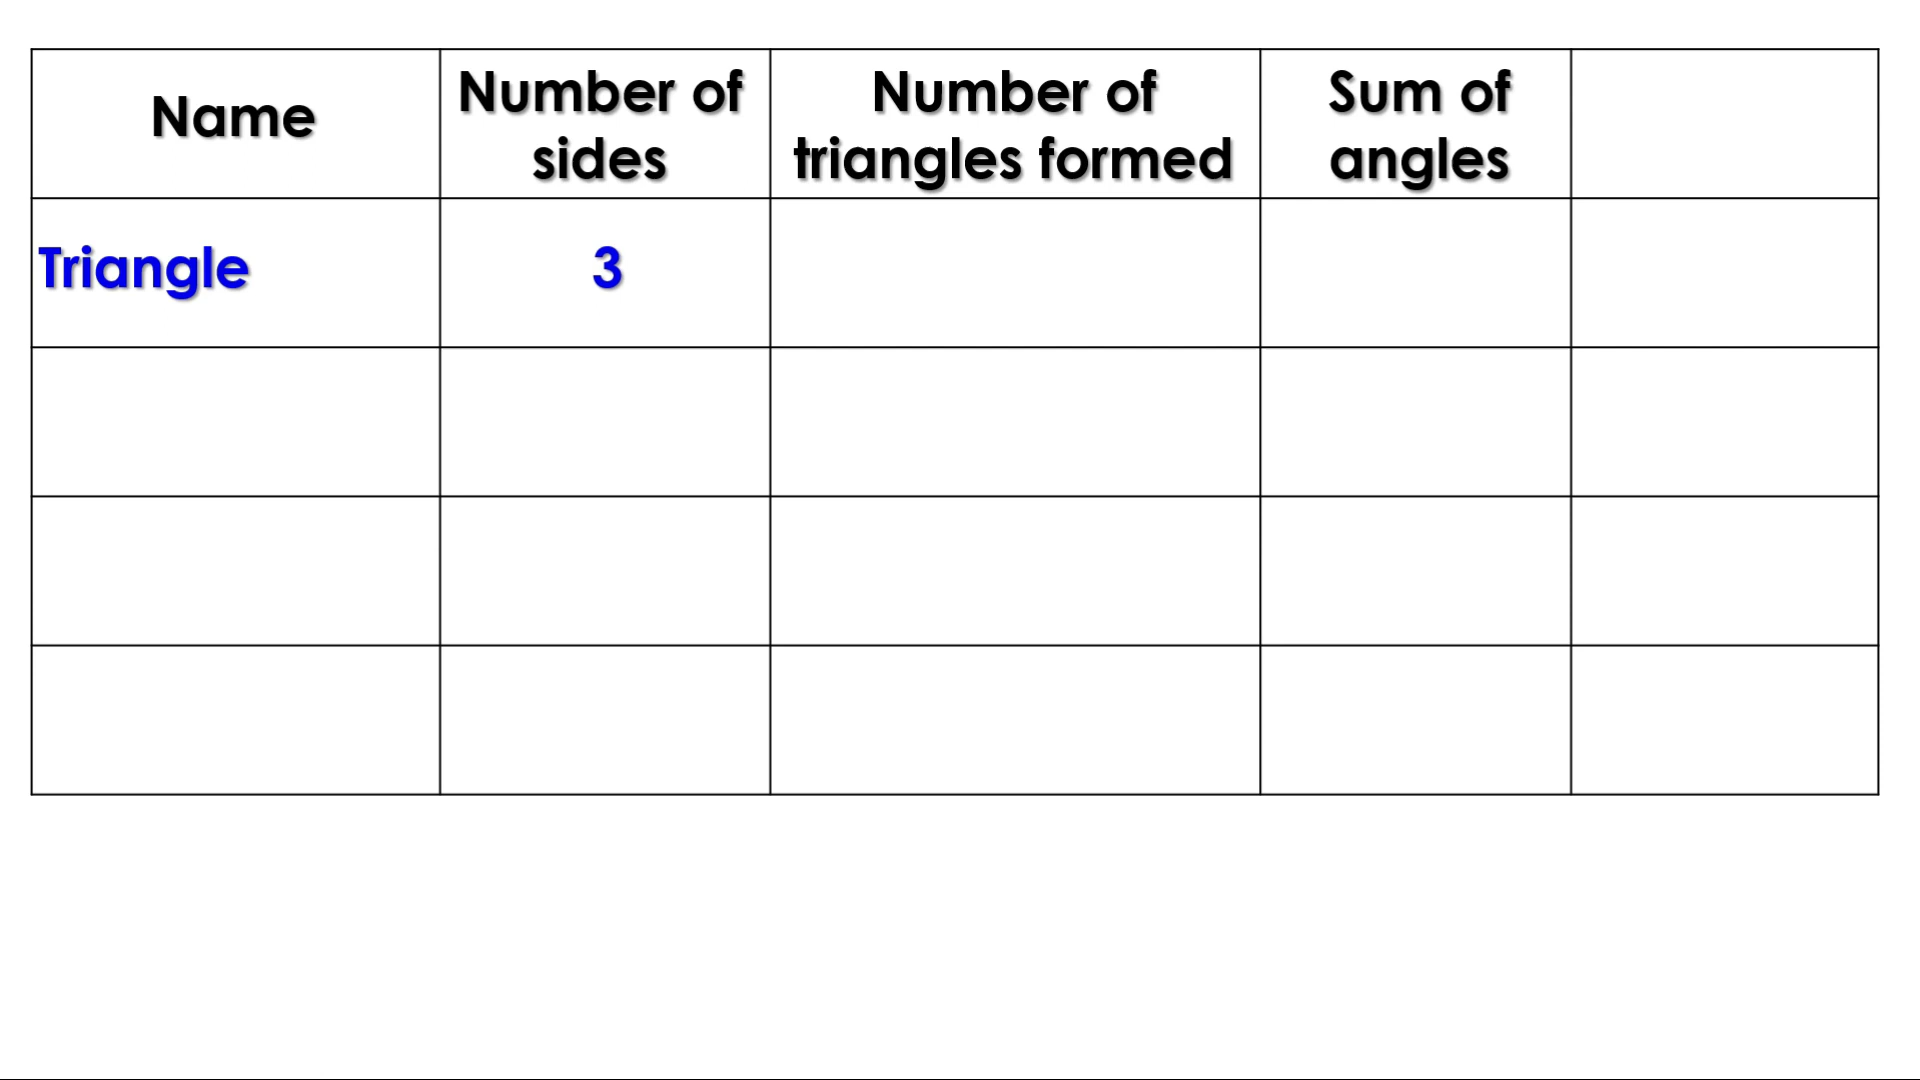 Name
Number of
sides
Number of
triangles formed
Sum of
angles
Triangle
3